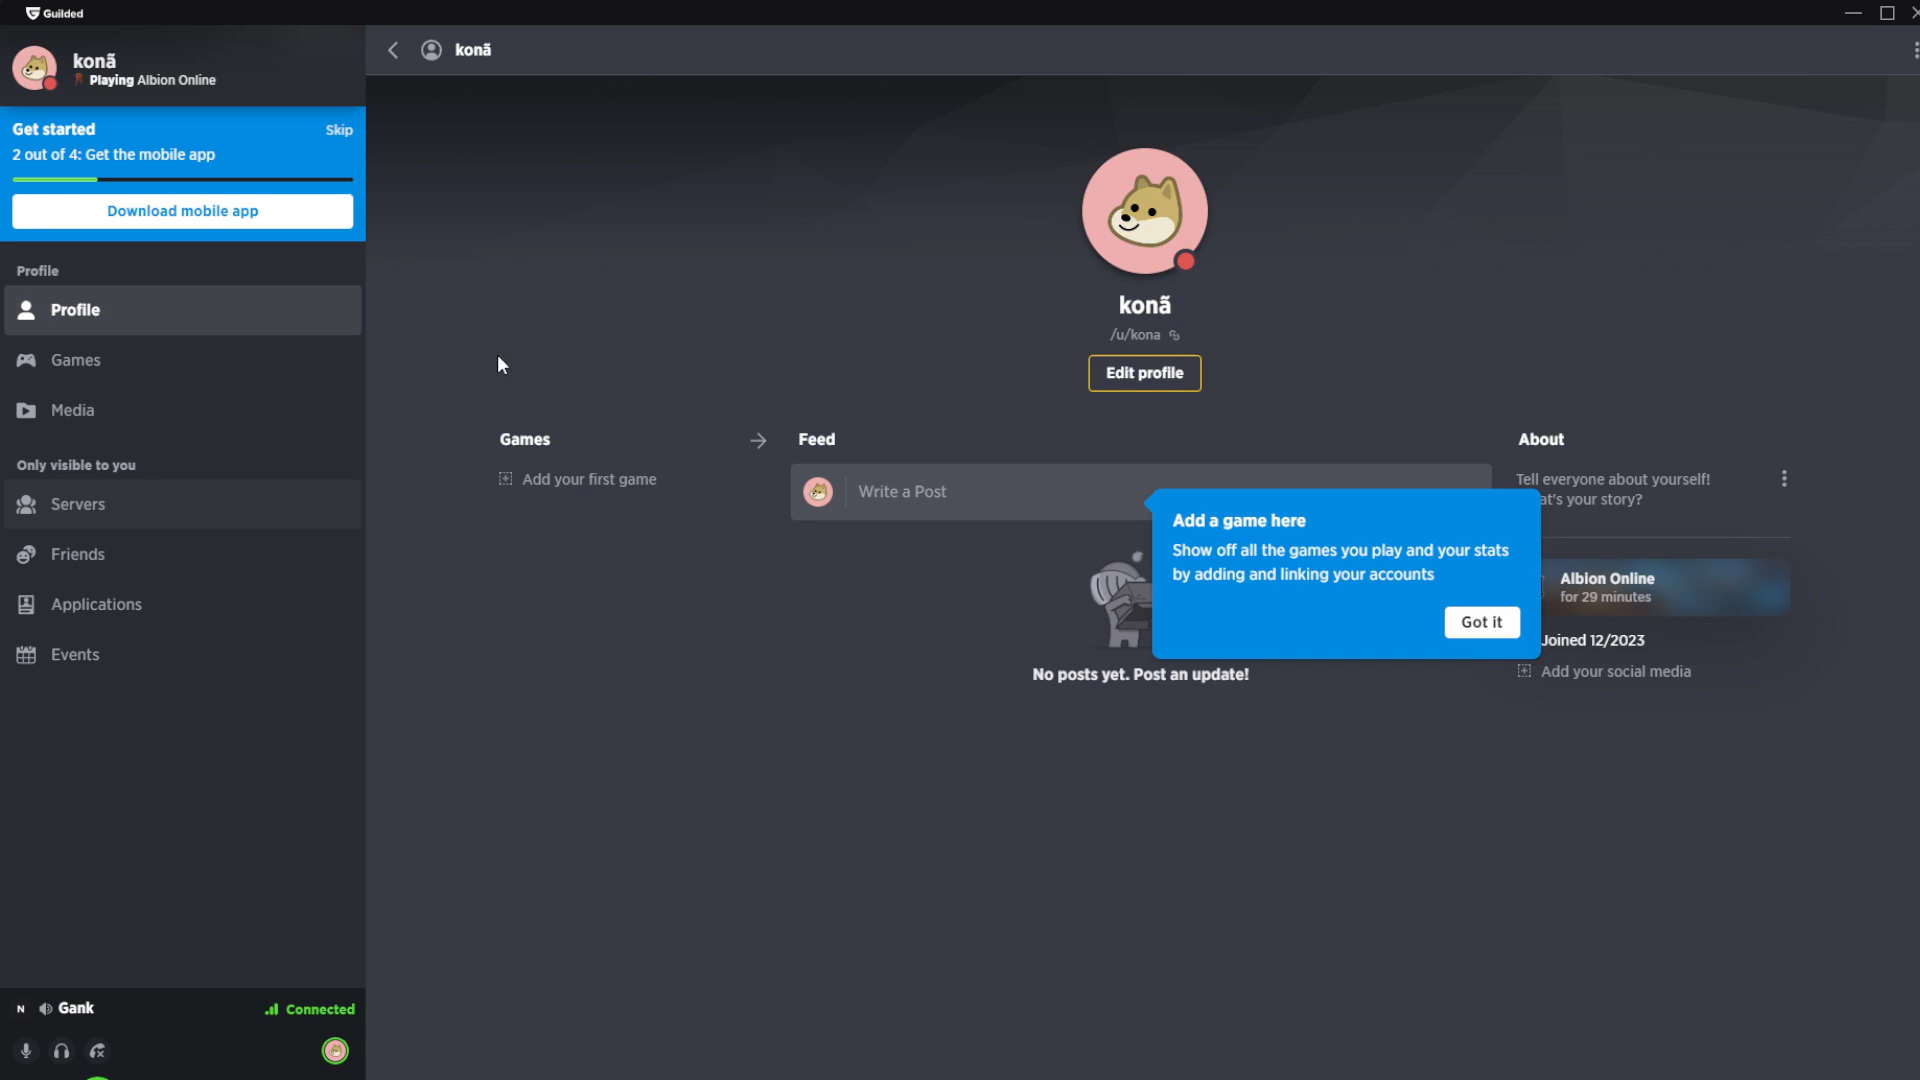 Guilded
konã
Playing Albion Online
Get started
Skip
2 out of 4: Get the mobile app
Download mobile app
Profile
Profile
Games
Media
Only visible to you
Servers
Friends
Applications
Events
N Gank
Connected
konã
konã
/u/kona
Edit profile
Games
Add your first game
Feed
Write a Post
No posts yet. Post an update!
Add a game here
Show off all the games you play and your stats
by adding and linking your accounts
Got it
About
Tell everyone about yourself!
at's your story?
Albion Online
for 29 minutes
Joined 12/2023
Add your social media